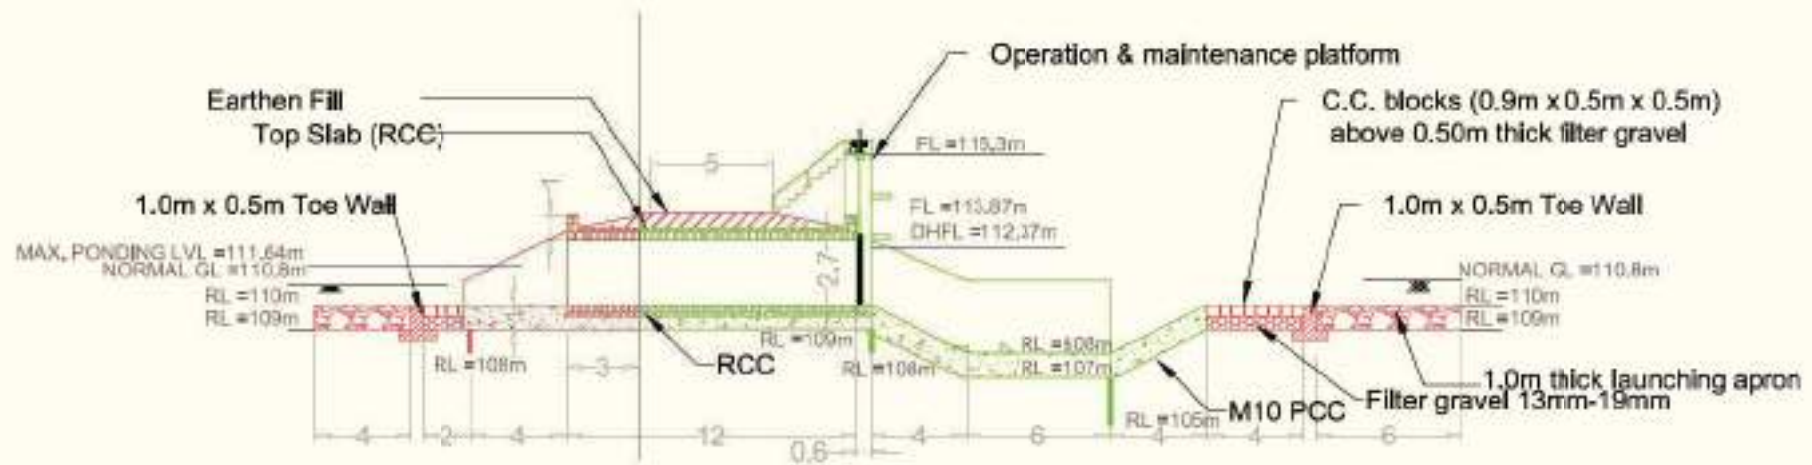 Operation & maintenance platform
Earthen Fill
Top Slab (RCC)
C.C. blocks (0.9m x 0.5m x 0.5m)
above 0.50m thick filter gravel
FL =115.3m
5
1.0m x 0.5m Toe Wall
FL =113.87m
DHFL =112.37m
1.0m x 0.5m Toe Wall
MAX. PONDING LVL =111.64m
NORMAL GL =110.8m
RL =110m
RL =109m
2.7
NORMAL GL =110.8m
RL =110m
RL =109m
RL =109m
RL =108m
RL =107m
RL =108m
3
RCC
RL =108m
1.0m thick launching apron
Filter gravel 13mm-19mm
M10 PCC
RL =105m
4
2
4
12
0.6
4
6
4
4
6